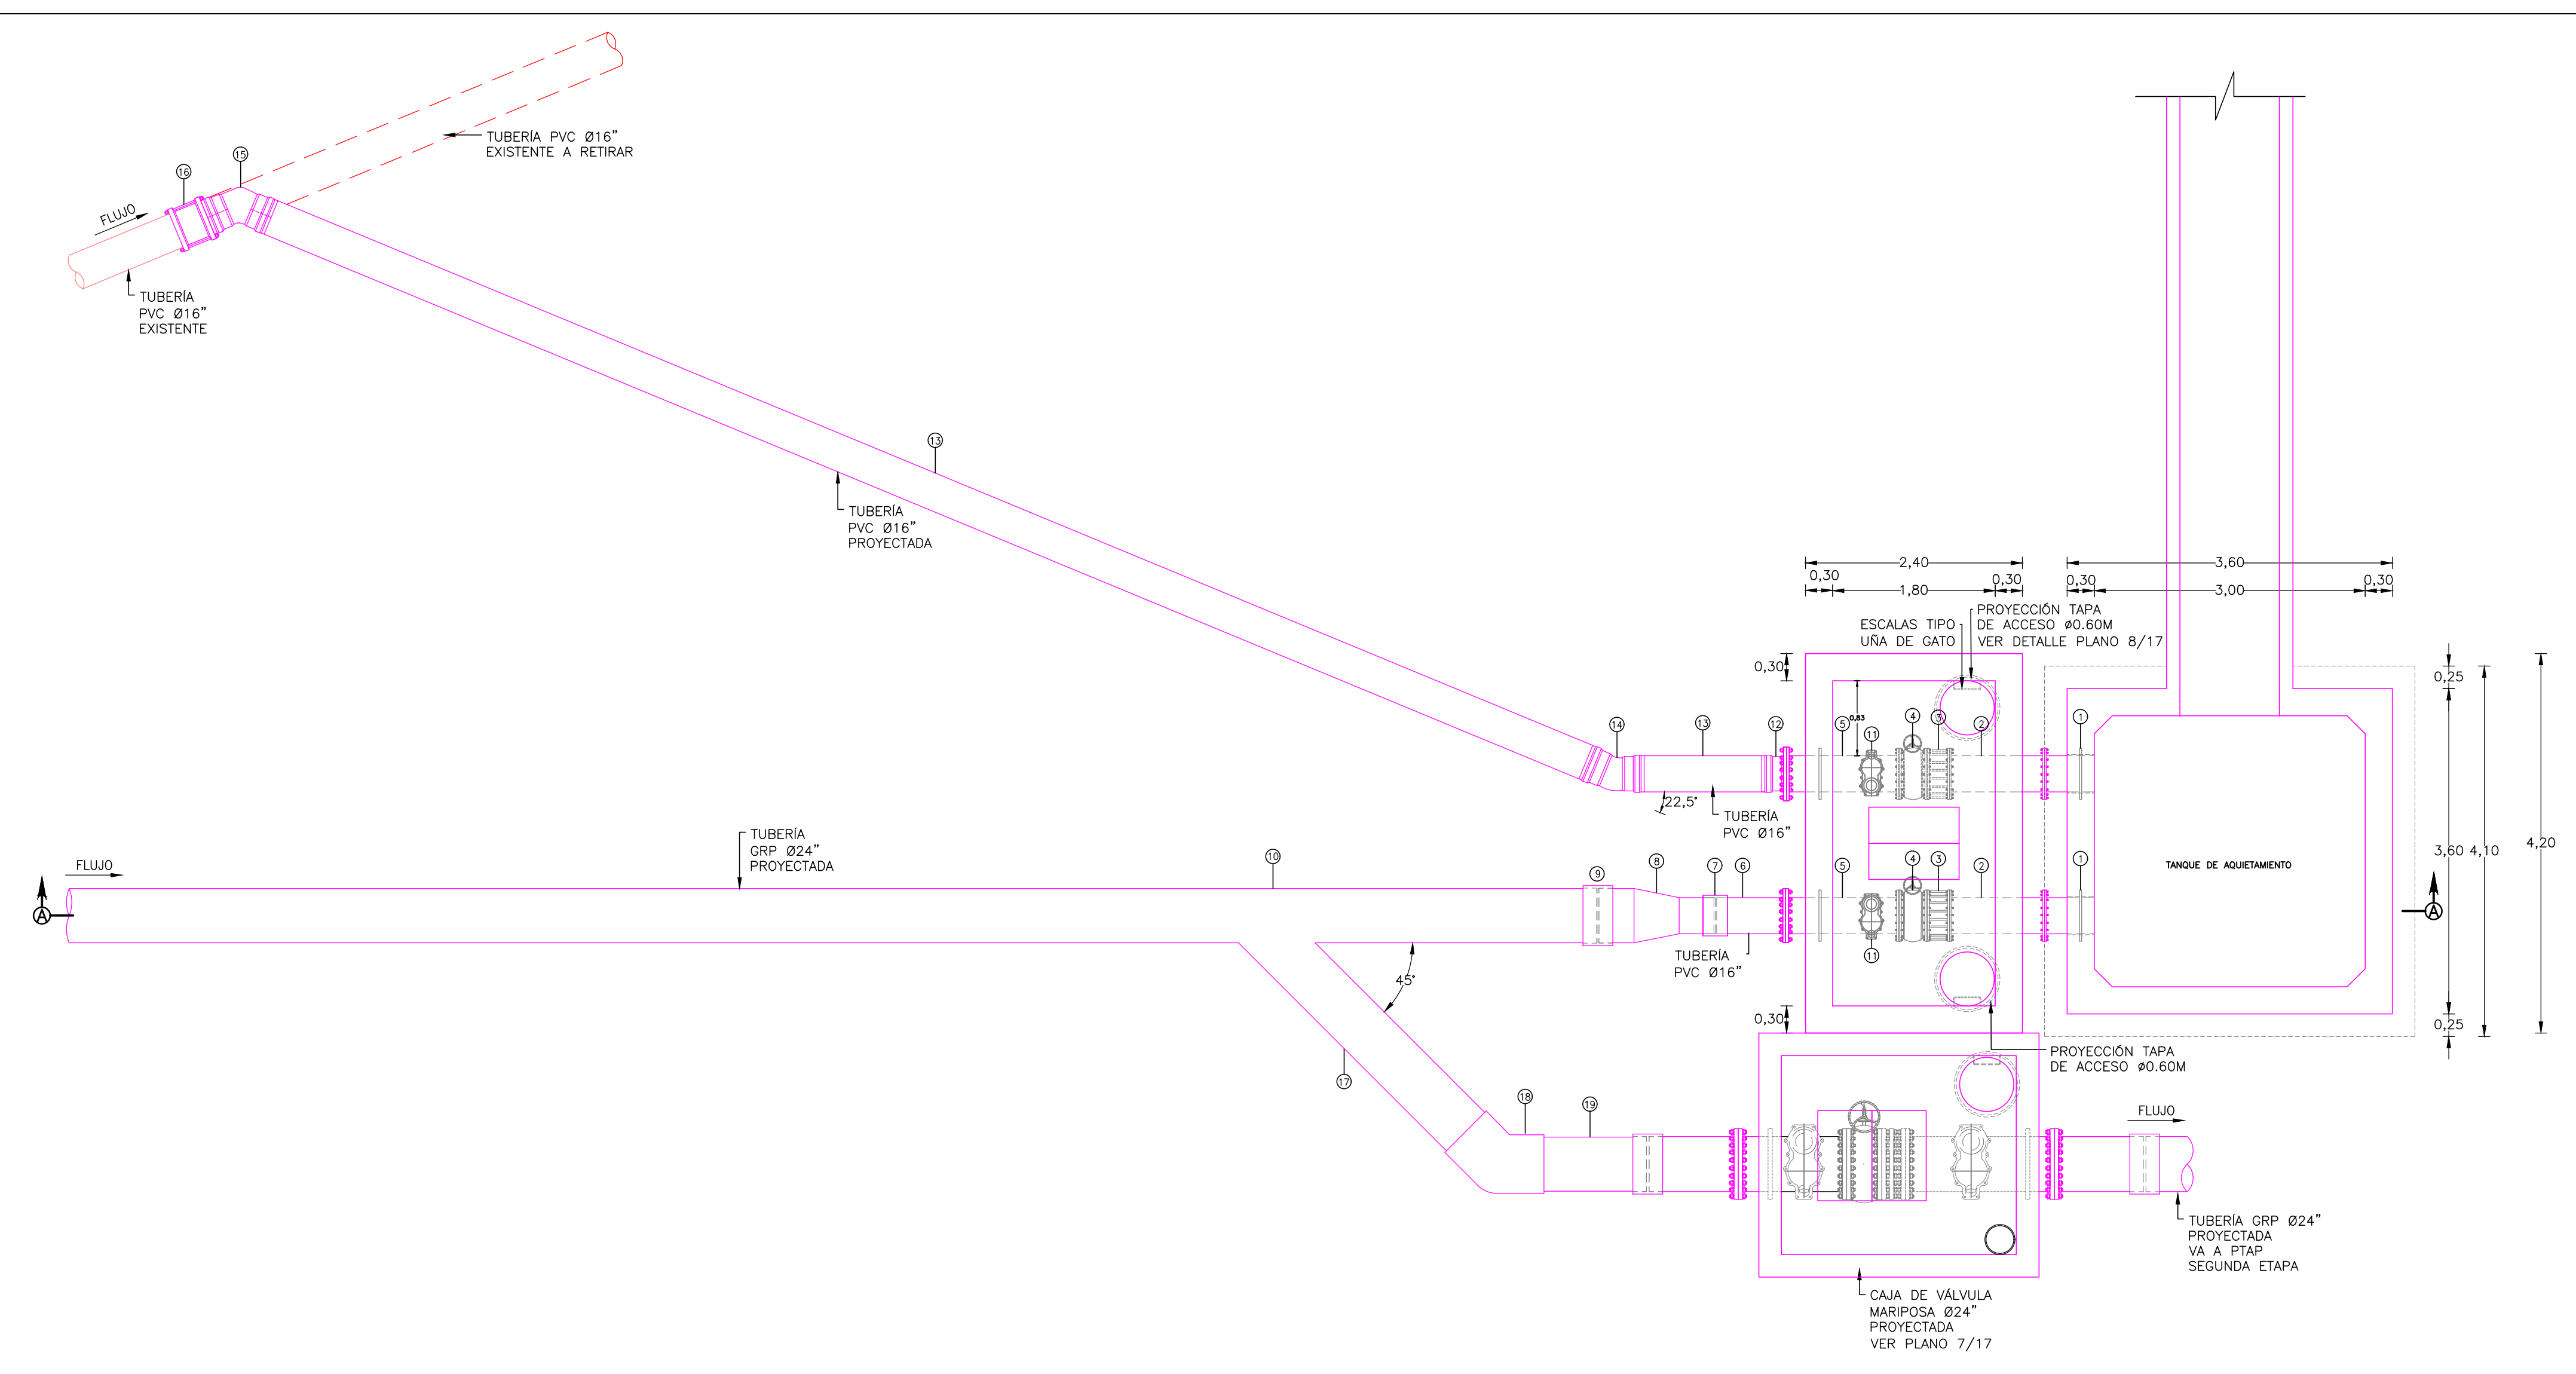 TUBERÍA PVC Ø16"
EXISTENTE A RETIRAR
15
16
FLUJO
TUBERÍA
PVC Ø16"
EXISTENTE
13
TUBERÍA
PVC Ø16"
PROYECTADA
2,40
3,60
0,30
0,30
0,30
0,30
1,80
3,00
PROYECCIÓN TAPA
DE ACCESO Ø0.60M
VER DETALLE PLANO 8/17
ESCALAS TIPO
UÑA DE GATO
0,30
0,25
0,83
14
13
12
5
11
4
3
2
1
22,5°
TUBERÍA
PVC Ø16"
TUBERÍA
GRP Ø24"
PROYECTADA
FLUJO
10
9
8
7
6
5
4
3
2
1
TANQUE DE AQUIETAMIENTO
3,60
4,10
4,20
A
A
TUBERÍA
PVC Ø16"
11
45°
0,30
0,25
PROYECCIÓN TAPA
DE ACCESO Ø0.60M
17
18
19
FLUJO
TUBERÍA GRP Ø24"
PROYECTADA
VA A PTAP
SEGUNDA ETAPA
CAJA DE VÁLVULA
MARIPOSA Ø24"
PROYECTADA
VER PLANO 7/17